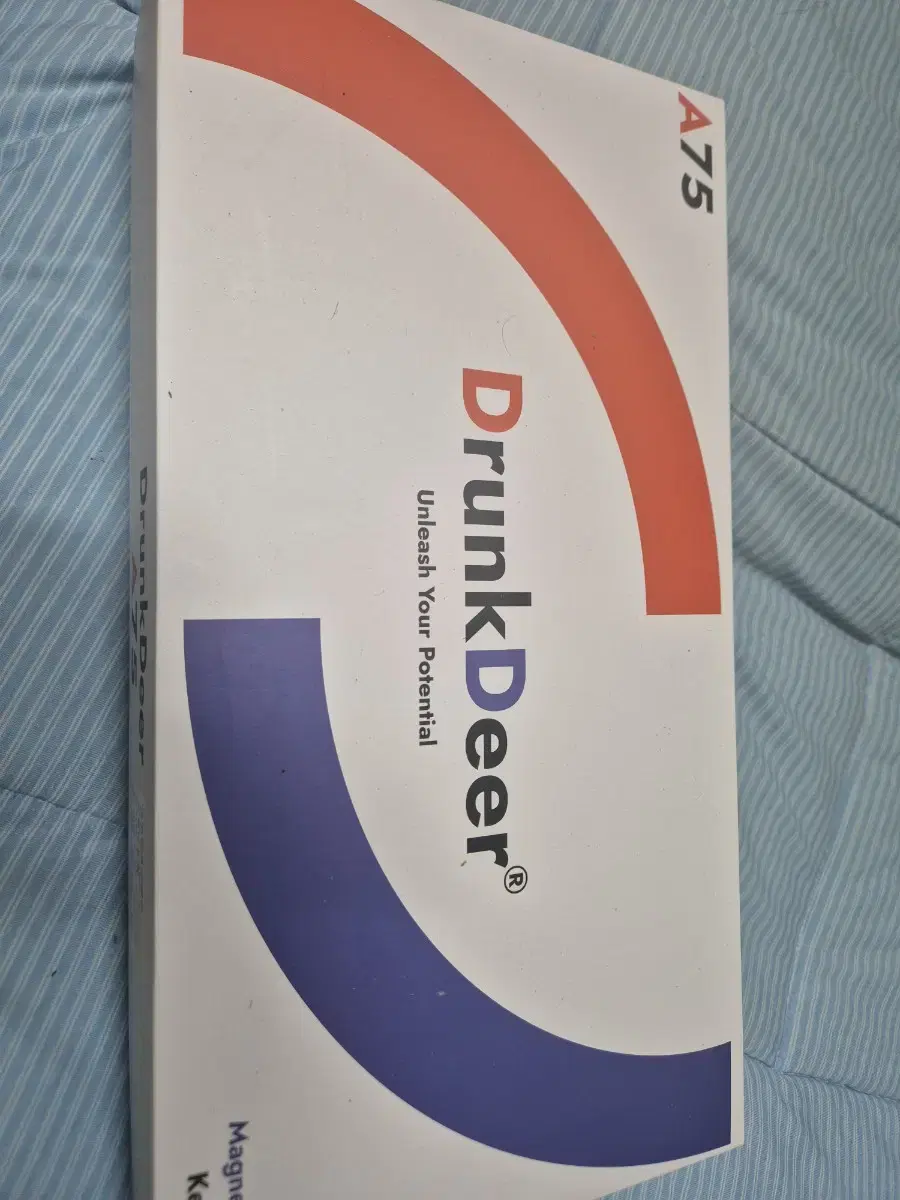 A75
DrunkDeer®
Unleash Your Potential
DrunkDeer
A75